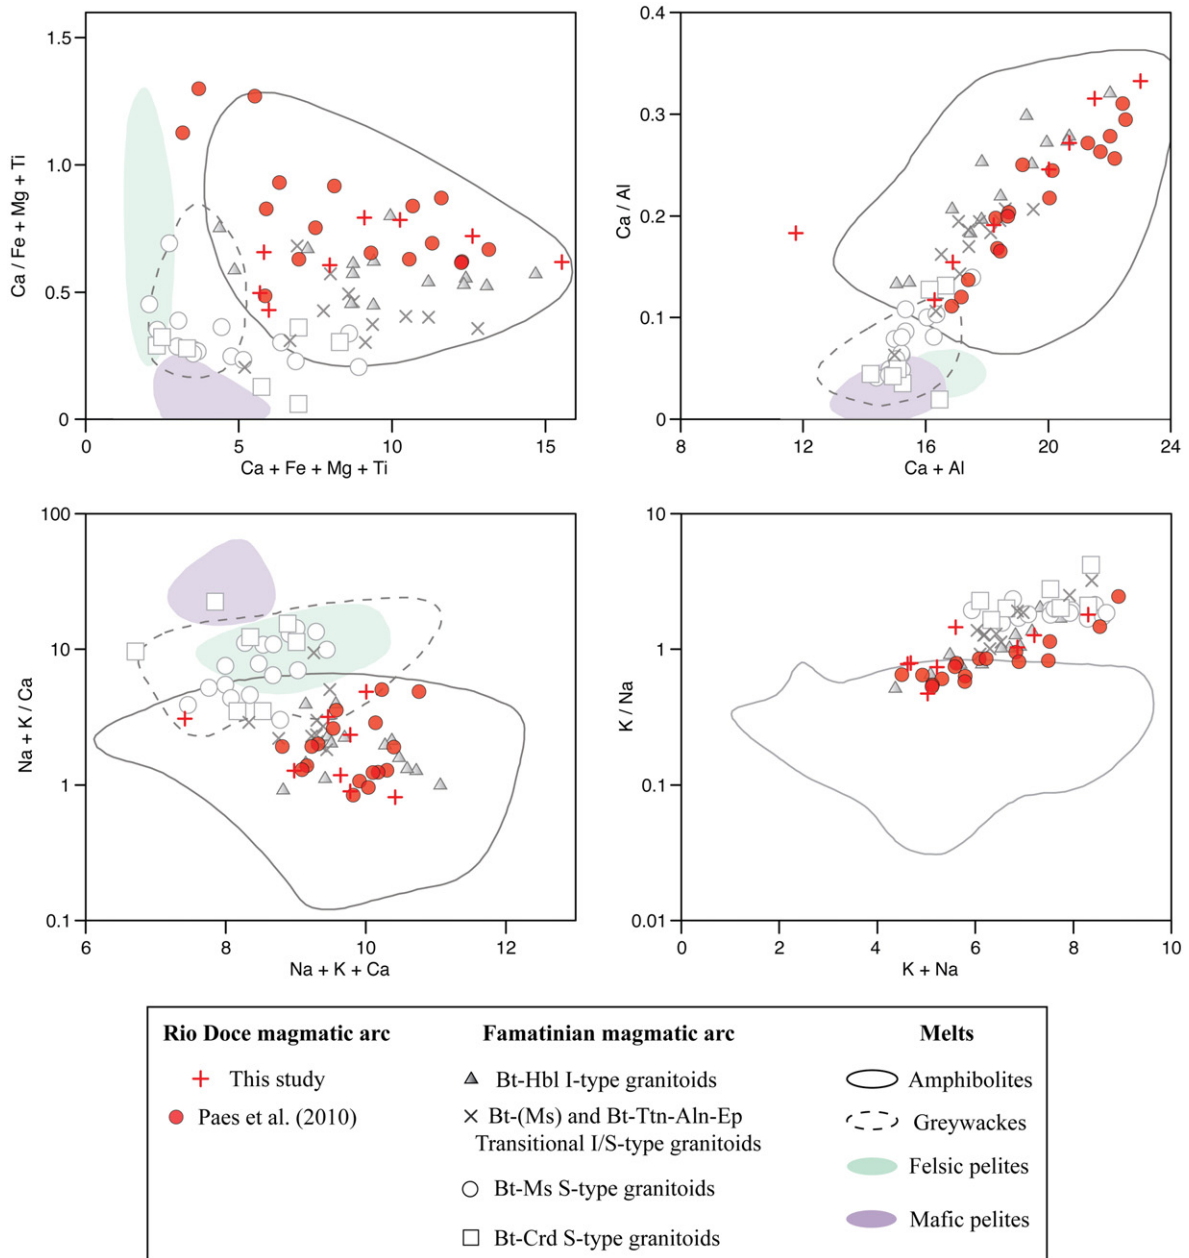 1.5
1.0
0.5
0
Ca / Fe + Mg + Ti
0
5
10
15
Ca + Fe + Mg + Ti
0.4
0.3
0.2
0.1
0
Ca / Al
8
12
16
20
24
Ca + Al
100
10
1
0.1
Na + K / Ca
6
8
10
12
Na + K + Ca
10
1
0.1
0.01
K / Na
0
2
4
6
8
10
K + Na
Rio Doce magmatic arc
This study
Paes et al. (2010)
Famatinian magmatic arc
Bt-Hbl I-type granitoids
Bt-(Ms) and Bt-Ttn-Aln-Ep
Transitional I/S-type granitoids
Bt-Ms S-type granitoids
Bt-Crd S-type granitoids
Melts
Amphibolites
Greywackes
Felsic pelites
Mafic pelites